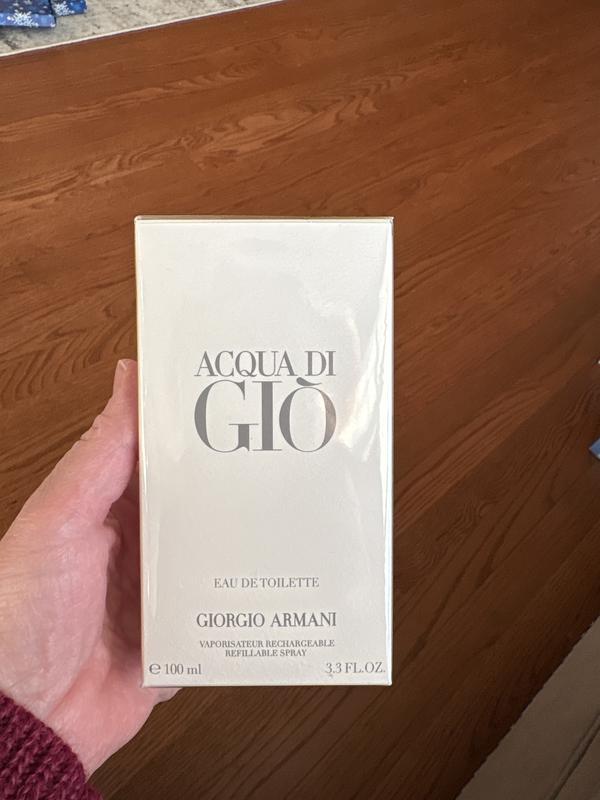 ACQUA DI
GIÒ
EAU DE TOILETTE
GIORGIO ARMANI
VAPORISATEUR RECHARGEABLE
REFILLABLE SPRAY
℮ 100 ml 3.3 FL.OZ.